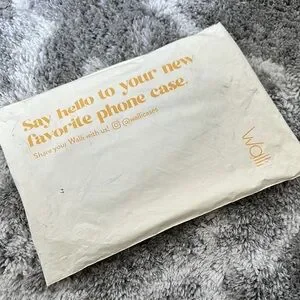 Say hello to your new
favorite phone case.
Share your Walli with us! @wallicases
Walli